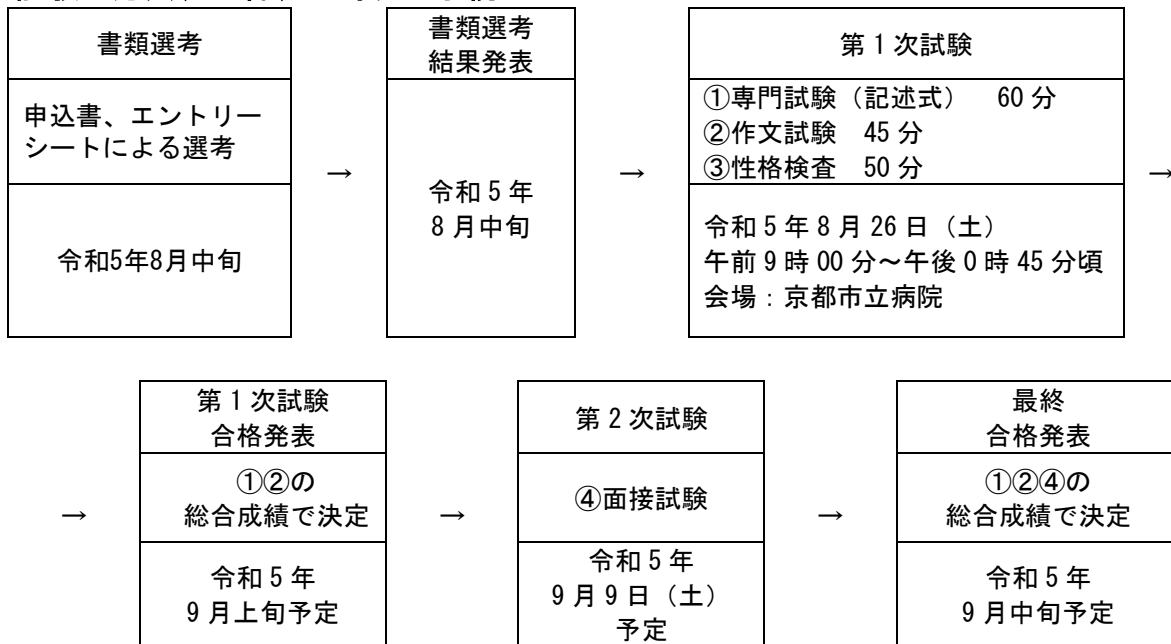 書類選考
申込書、エントリー
シートによる選考
令和5年8月中旬
→
書類選考
結果発表
令和5年
8月中旬
→
第1次試験
①専門試験（記述式）　60分
②作文試験　45分
③性格検査　50分
令和5年8月26日（土）
午前9時00分～午後0時45分頃
会場：京都市立病院
→
→
第1次試験
合格発表
①②の
総合成績で決定
令和5年
9月上旬予定
→
第2次試験
④面接試験
令和5年
9月9日（土）
予定
→
最終
合格発表
①②④の
総合成績で決定
令和5年
9月中旬予定